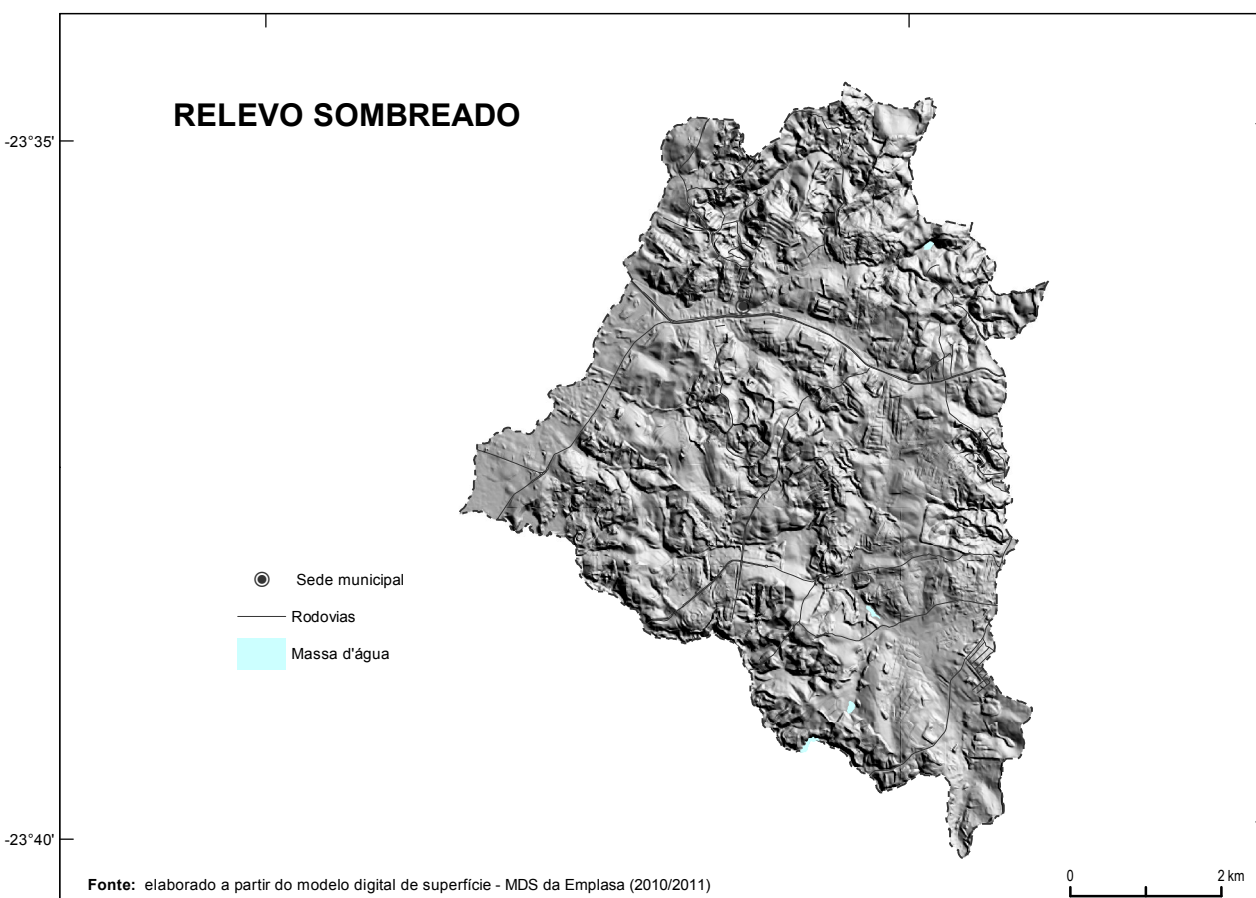 RELEVO SOMBREADO
-23°35'
Sede municipal
Rodovias
Massa d'água
-23°40'
Fonte: elaborado a partir do modelo digital de superfície - MDS da Emplasa (2010/2011)
0 2 km